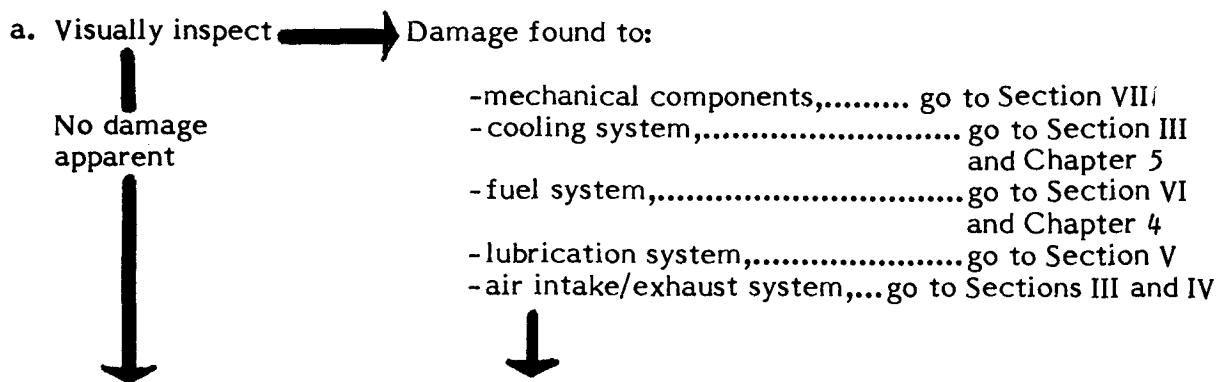 a. Visually inspect Damage found to:
-mechanical components,......... go to Section VIII
-cooling system,............................ go to Section III
and Chapter 5
-fuel system,...............................go to Section VI
and Chapter 4
-lubrication system,......................go to Section V
-air intake/exhaust system,...go to Sections III and IV
No damage
apparent